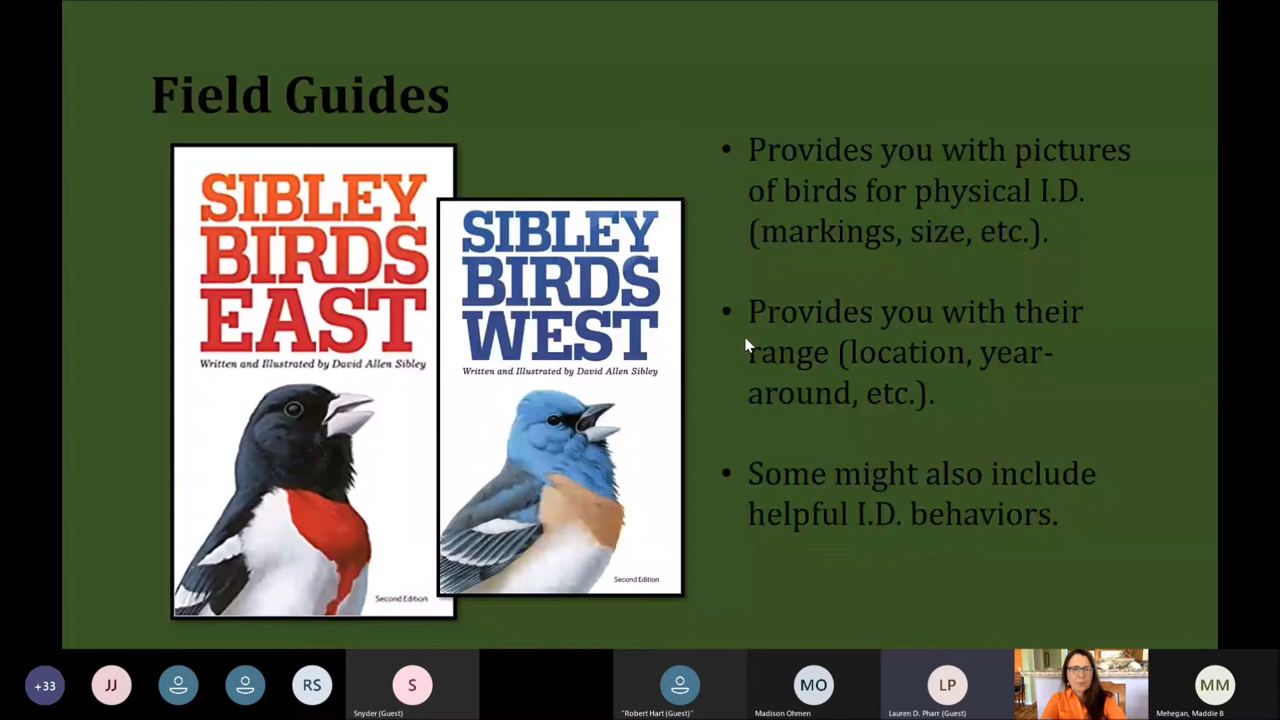 Field Guides
SIBLEY
BIRDS
EAST
Written and Illustrated by David Allen Sibley
Second Edition
SIBLEY
BIRDS
WEST
Written and Illustrated by David Allen Sibley
Second Edition
• Provides you with pictures
of birds for physical I.D.
(markings, size, etc.).
• Provides you with their
range (location, year-
around, etc.).
• Some might also include
helpful I.D. behaviors.
+33
JJ
RS
S
Snyder (Guest)
"Robert Hart (Guest)"
MO
Madison Ohmen
LP
Lauren D. Pharr (Guest)
MM
Mehegan, Maddie B